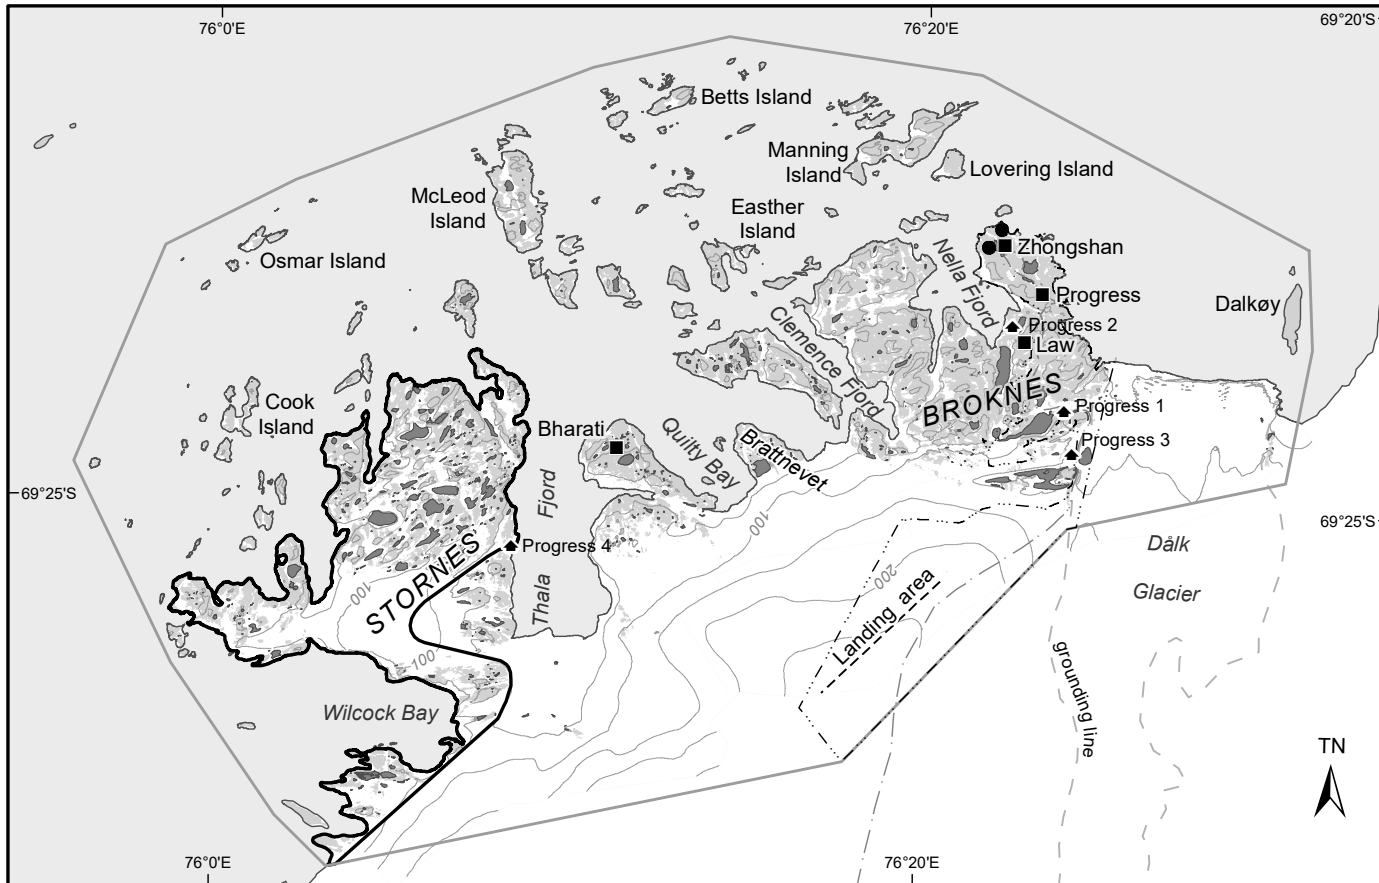 76°0'E
76°20'E
69°20'S
Betts Island
Manning
Island
Lovering Island
McLeod
Island
Easther
Island
Osmar Island
Zhongshan
Nella Fjord
Progress
Dalkøy
Progress 2
Law
Clemence Fjord
BROKNES
Cook
Island
Progress 1
Bharati
Quilty Bay
Brattnevet
Progress 3
69°25'S
69°25'S
Fjord
Thala
100
Progress 4
STORNES
100
100
200
Landing area
Dålk
Glacier
grounding line
Wilcock Bay
TN
76°0'E
76°20'E